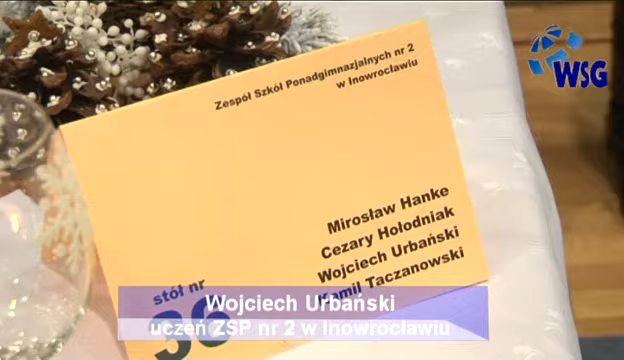 WSG
Zespół Szkół Ponadgimnazjalnych nr 2
w Inowrocławiu
Mirosław Hanke
Cezary Hołodniak
Wojciech Urbański
Kamil Taczanowski
stół nr
36
Wojciech Urbański
uczeń ZSP nr 2 w Inowrocławiu